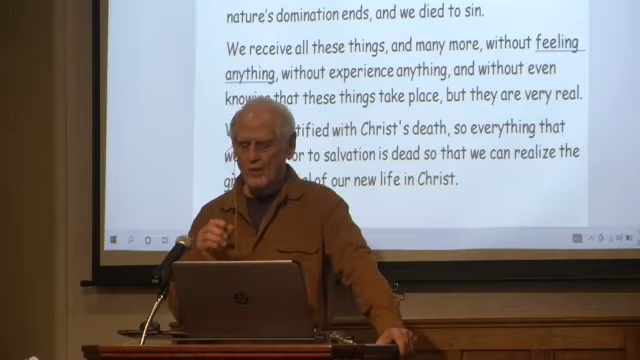 nature's domination ends, and we died to sin.
We receive all these things, and many more, without feeling
anything, without experience anything, and without even
that these things take place, but they are very real.
with Christ's death, so everything that
to salvation is dead so that we can realize the
of our new life in Christ.
hp